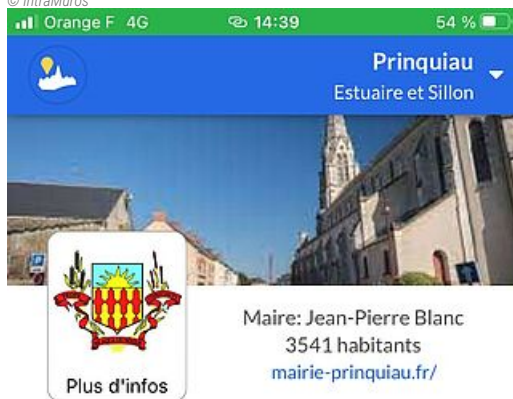 © IntraMuros
Orange F 4G 14:39 54 %
Prinquiau
Estuaire et Sillon
Maire: Jean-Pierre Blanc
3541 habitants
mairie-prinquiau.fr/
Plus d'infos